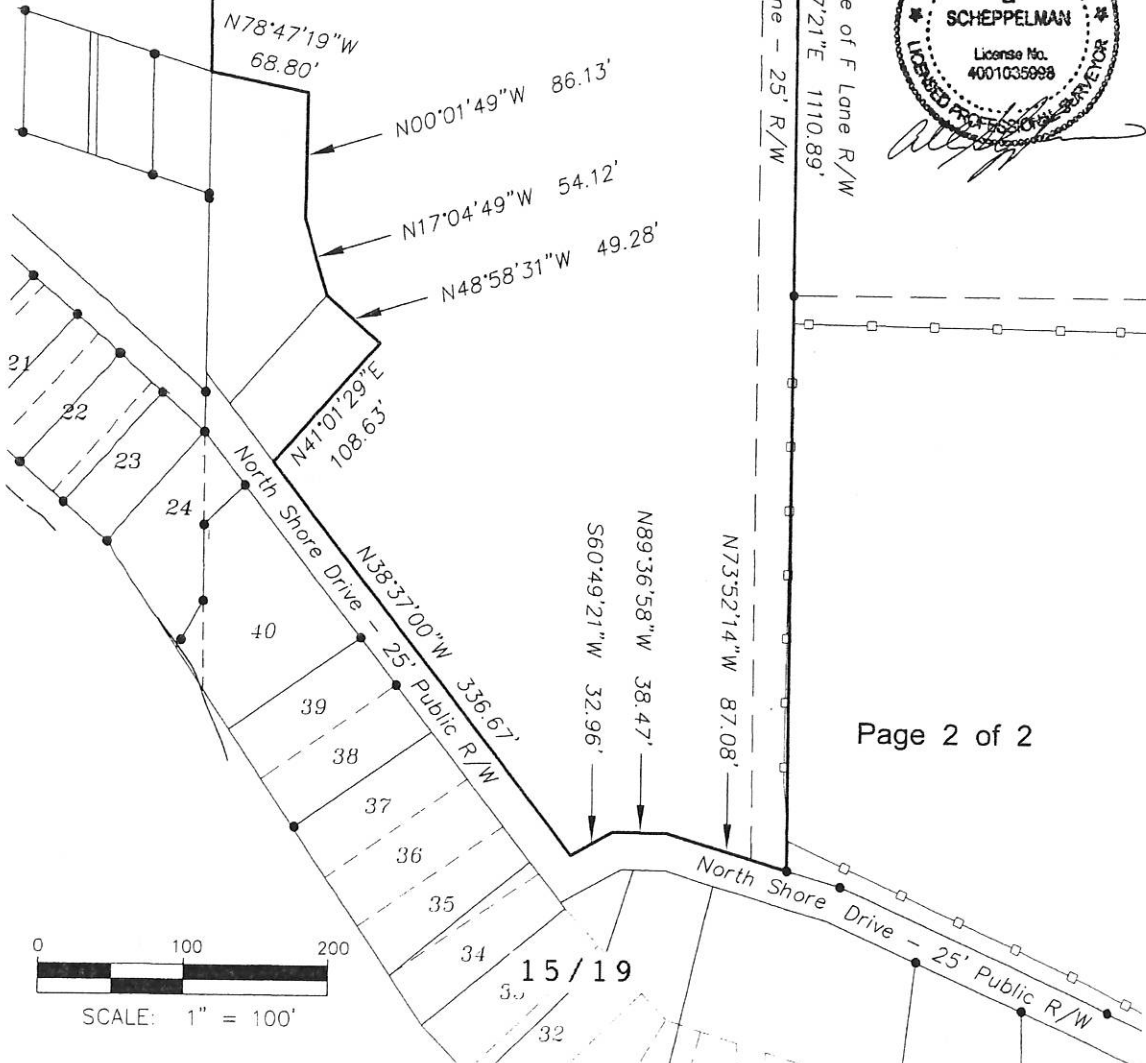 N78°47'19"W
68.80'
N00°01'49"W 86.13'
N17°04'49"W 54.12'
N48°58'31"W 49.28'
N41°01'29"E
108.63'
e of F Lane R/W
7'21"E 1110.89'
ne - 25' R/W
SCHEPPELMAN
License No.
4001035998
LICENSED PROFESSIONAL SURVEYOR
21
22
23
24
North Shore Drive - 25' Public R/W
N38°37'00"W 336.67'
S60°49'21"W 32.96'
N89°36'58"W 38.47'
N73°52'14"W 87.08'
40
39
38
37
36
35
34
32
Page 2 of 2
North Shore Drive - 25' Public R/W
15/19
0 100 200
SCALE: 1" = 100'